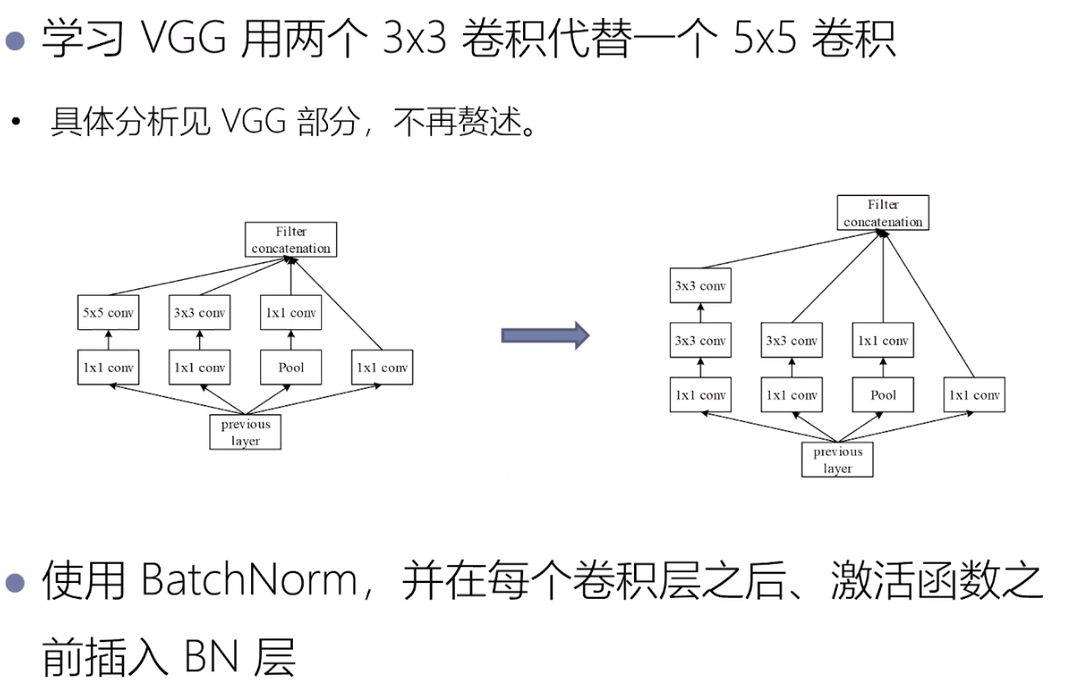 学习 VGG 用两个 3x3 卷积代替一个 5x5 卷积
具体分析见 VGG 部分，不再赘述。
Filter
concatenation
5x5 conv
3x3 conv
1x1 conv
1x1 conv
1x1 conv
Pool
1x1 conv
previous
layer
Filter
concatenation
3x3 conv
3x3 conv
3x3 conv
1x1 conv
1x1 conv
1x1 conv
Pool
1x1 conv
previous
layer
使用 BatchNorm，并在每个卷积层之后、激活函数之
前插入 BN 层